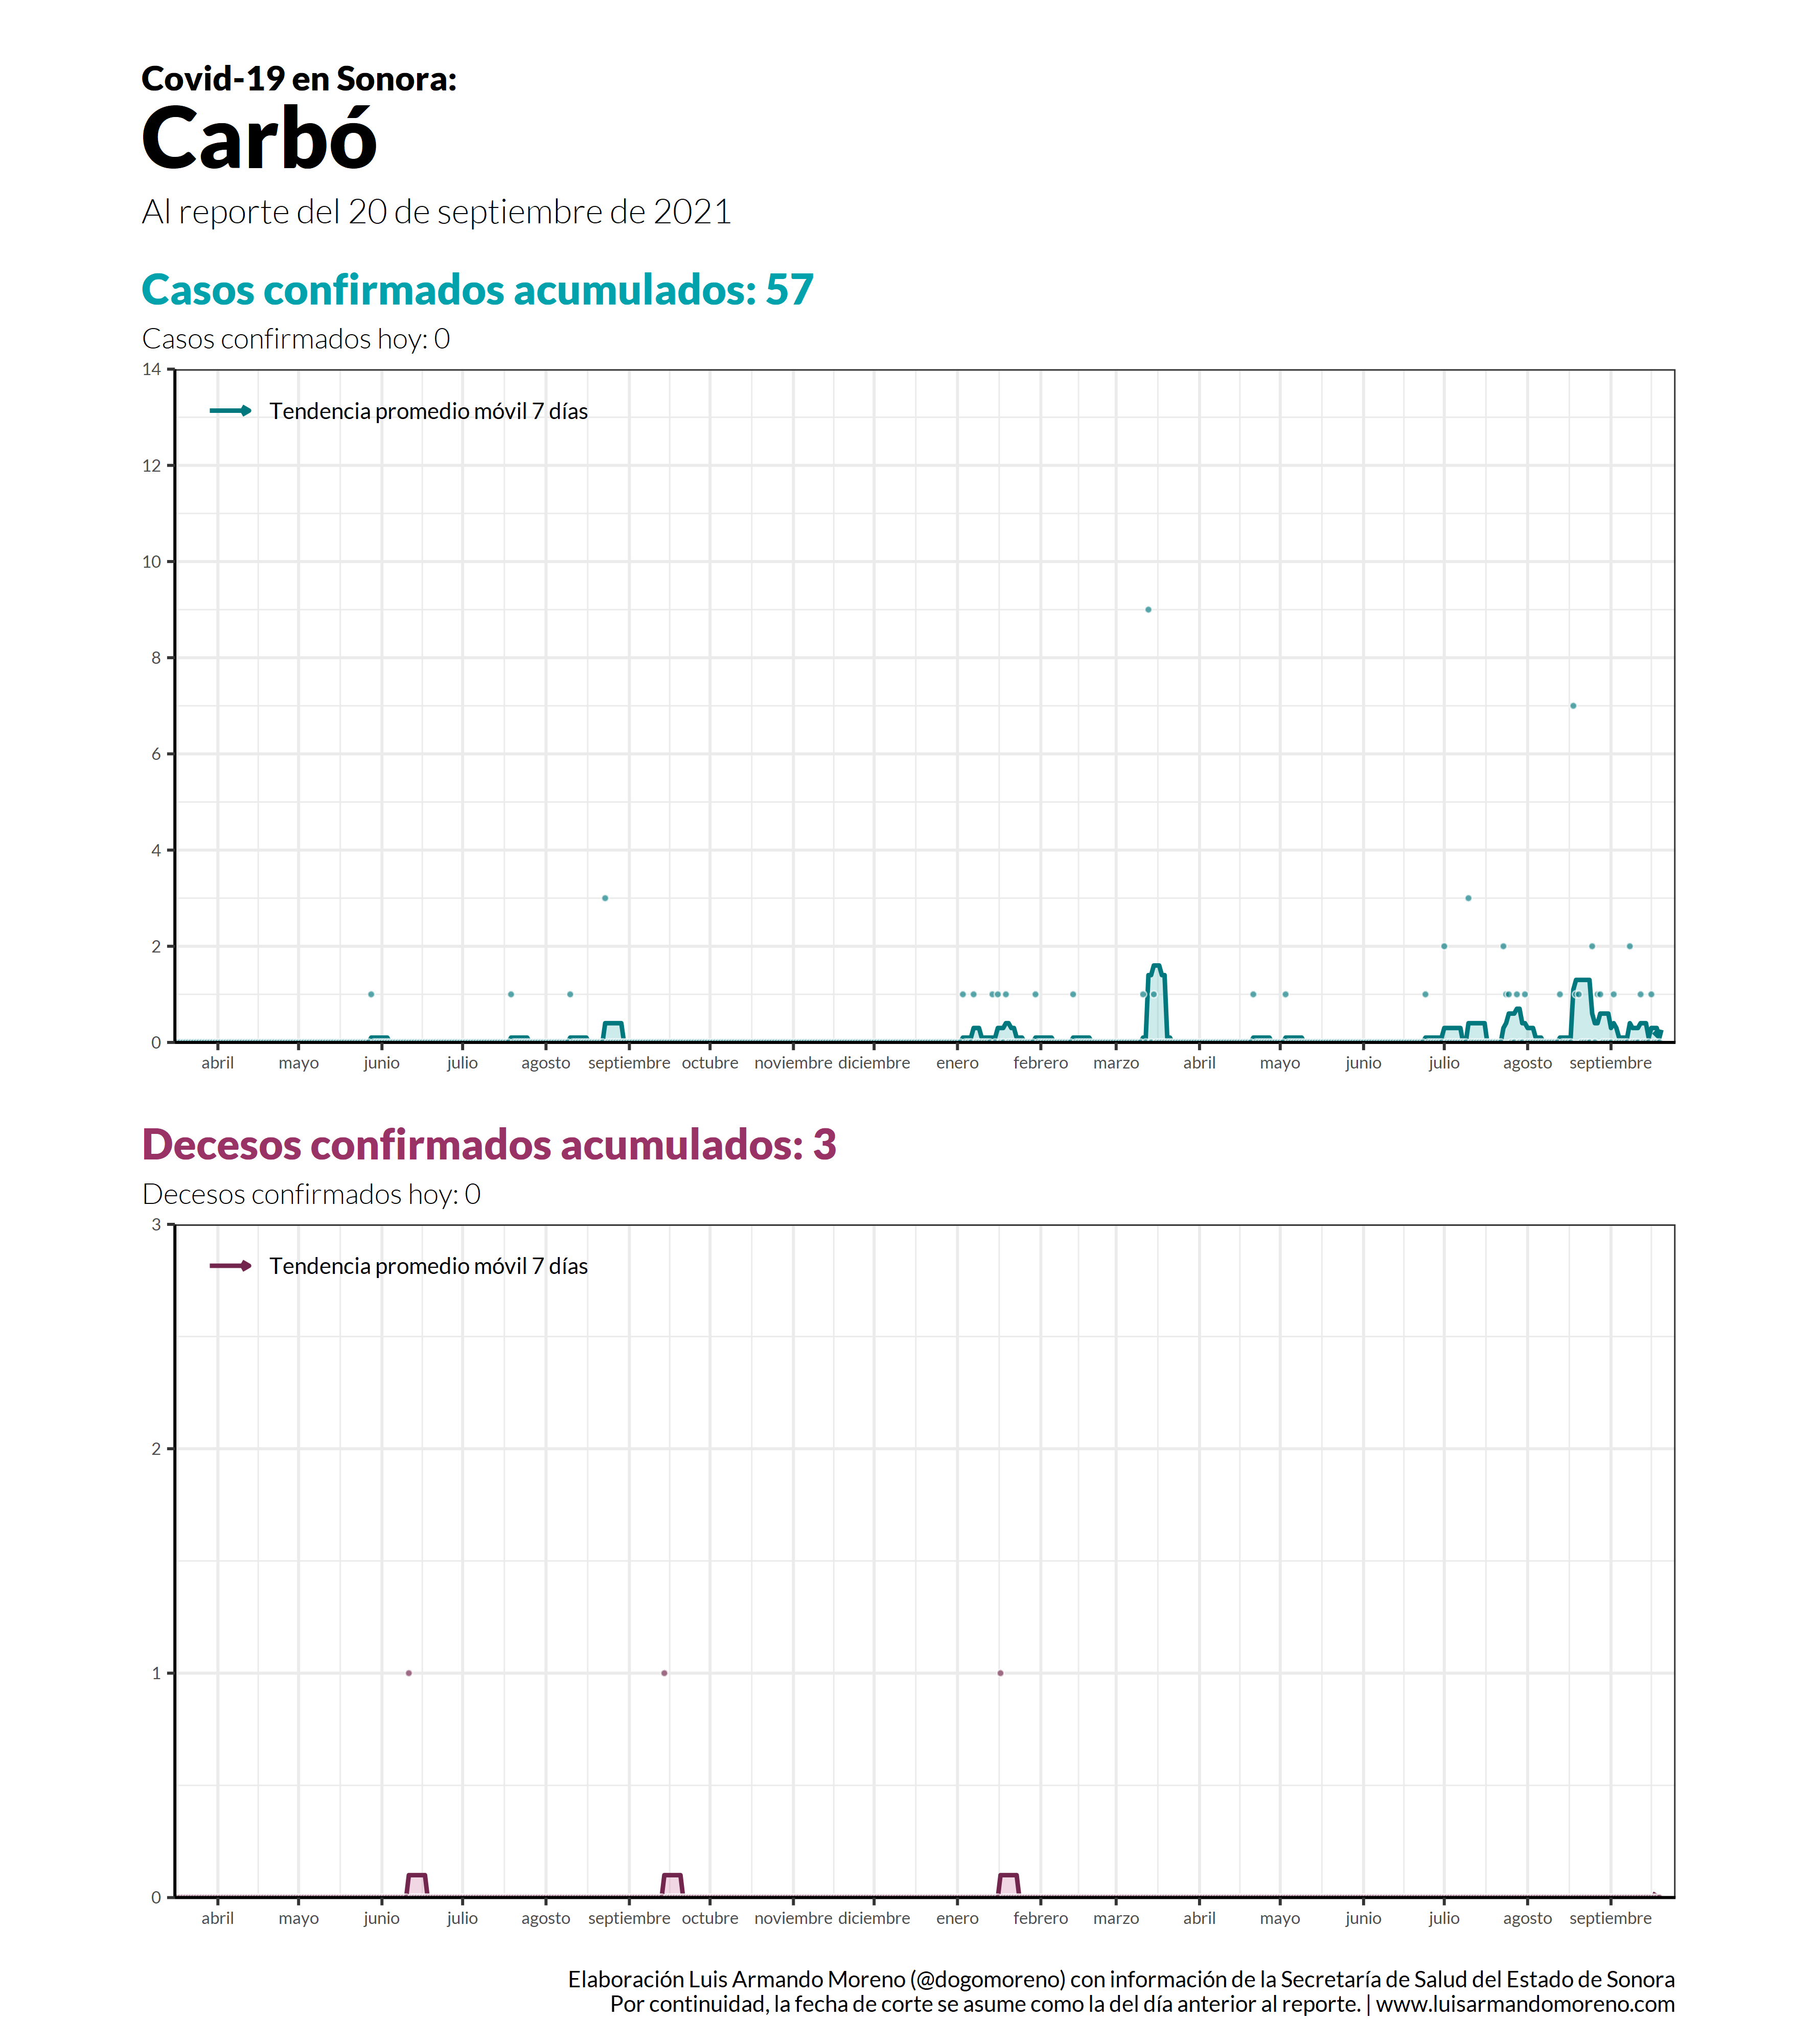 Covid-19 en Sonora:
Carbó
Al reporte del 20 de septiembre de 2021
Casos confirmados acumulados: 57
Casos confirmados hoy: 0
14
12
10
8
6
4
2
0
Tendencia promedio móvil 7 días
abril mayo junio julio agosto septiembre octubre noviembre diciembre enero febrero marzo abril mayo junio julio agosto septiembre
Decesos confirmados acumulados: 3
Decesos confirmados hoy: 0
3
2
1
0
Tendencia promedio móvil 7 días
abril mayo junio julio agosto septiembre octubre noviembre diciembre enero febrero marzo abril mayo junio julio agosto septiembre
Elaboración Luis Armando Moreno (@dogomoreno) con información de la Secretaría de Salud del Estado de Sonora
Por continuidad, la fecha de corte se asume como la del día anterior al reporte. | www.luisarmandomoreno.com